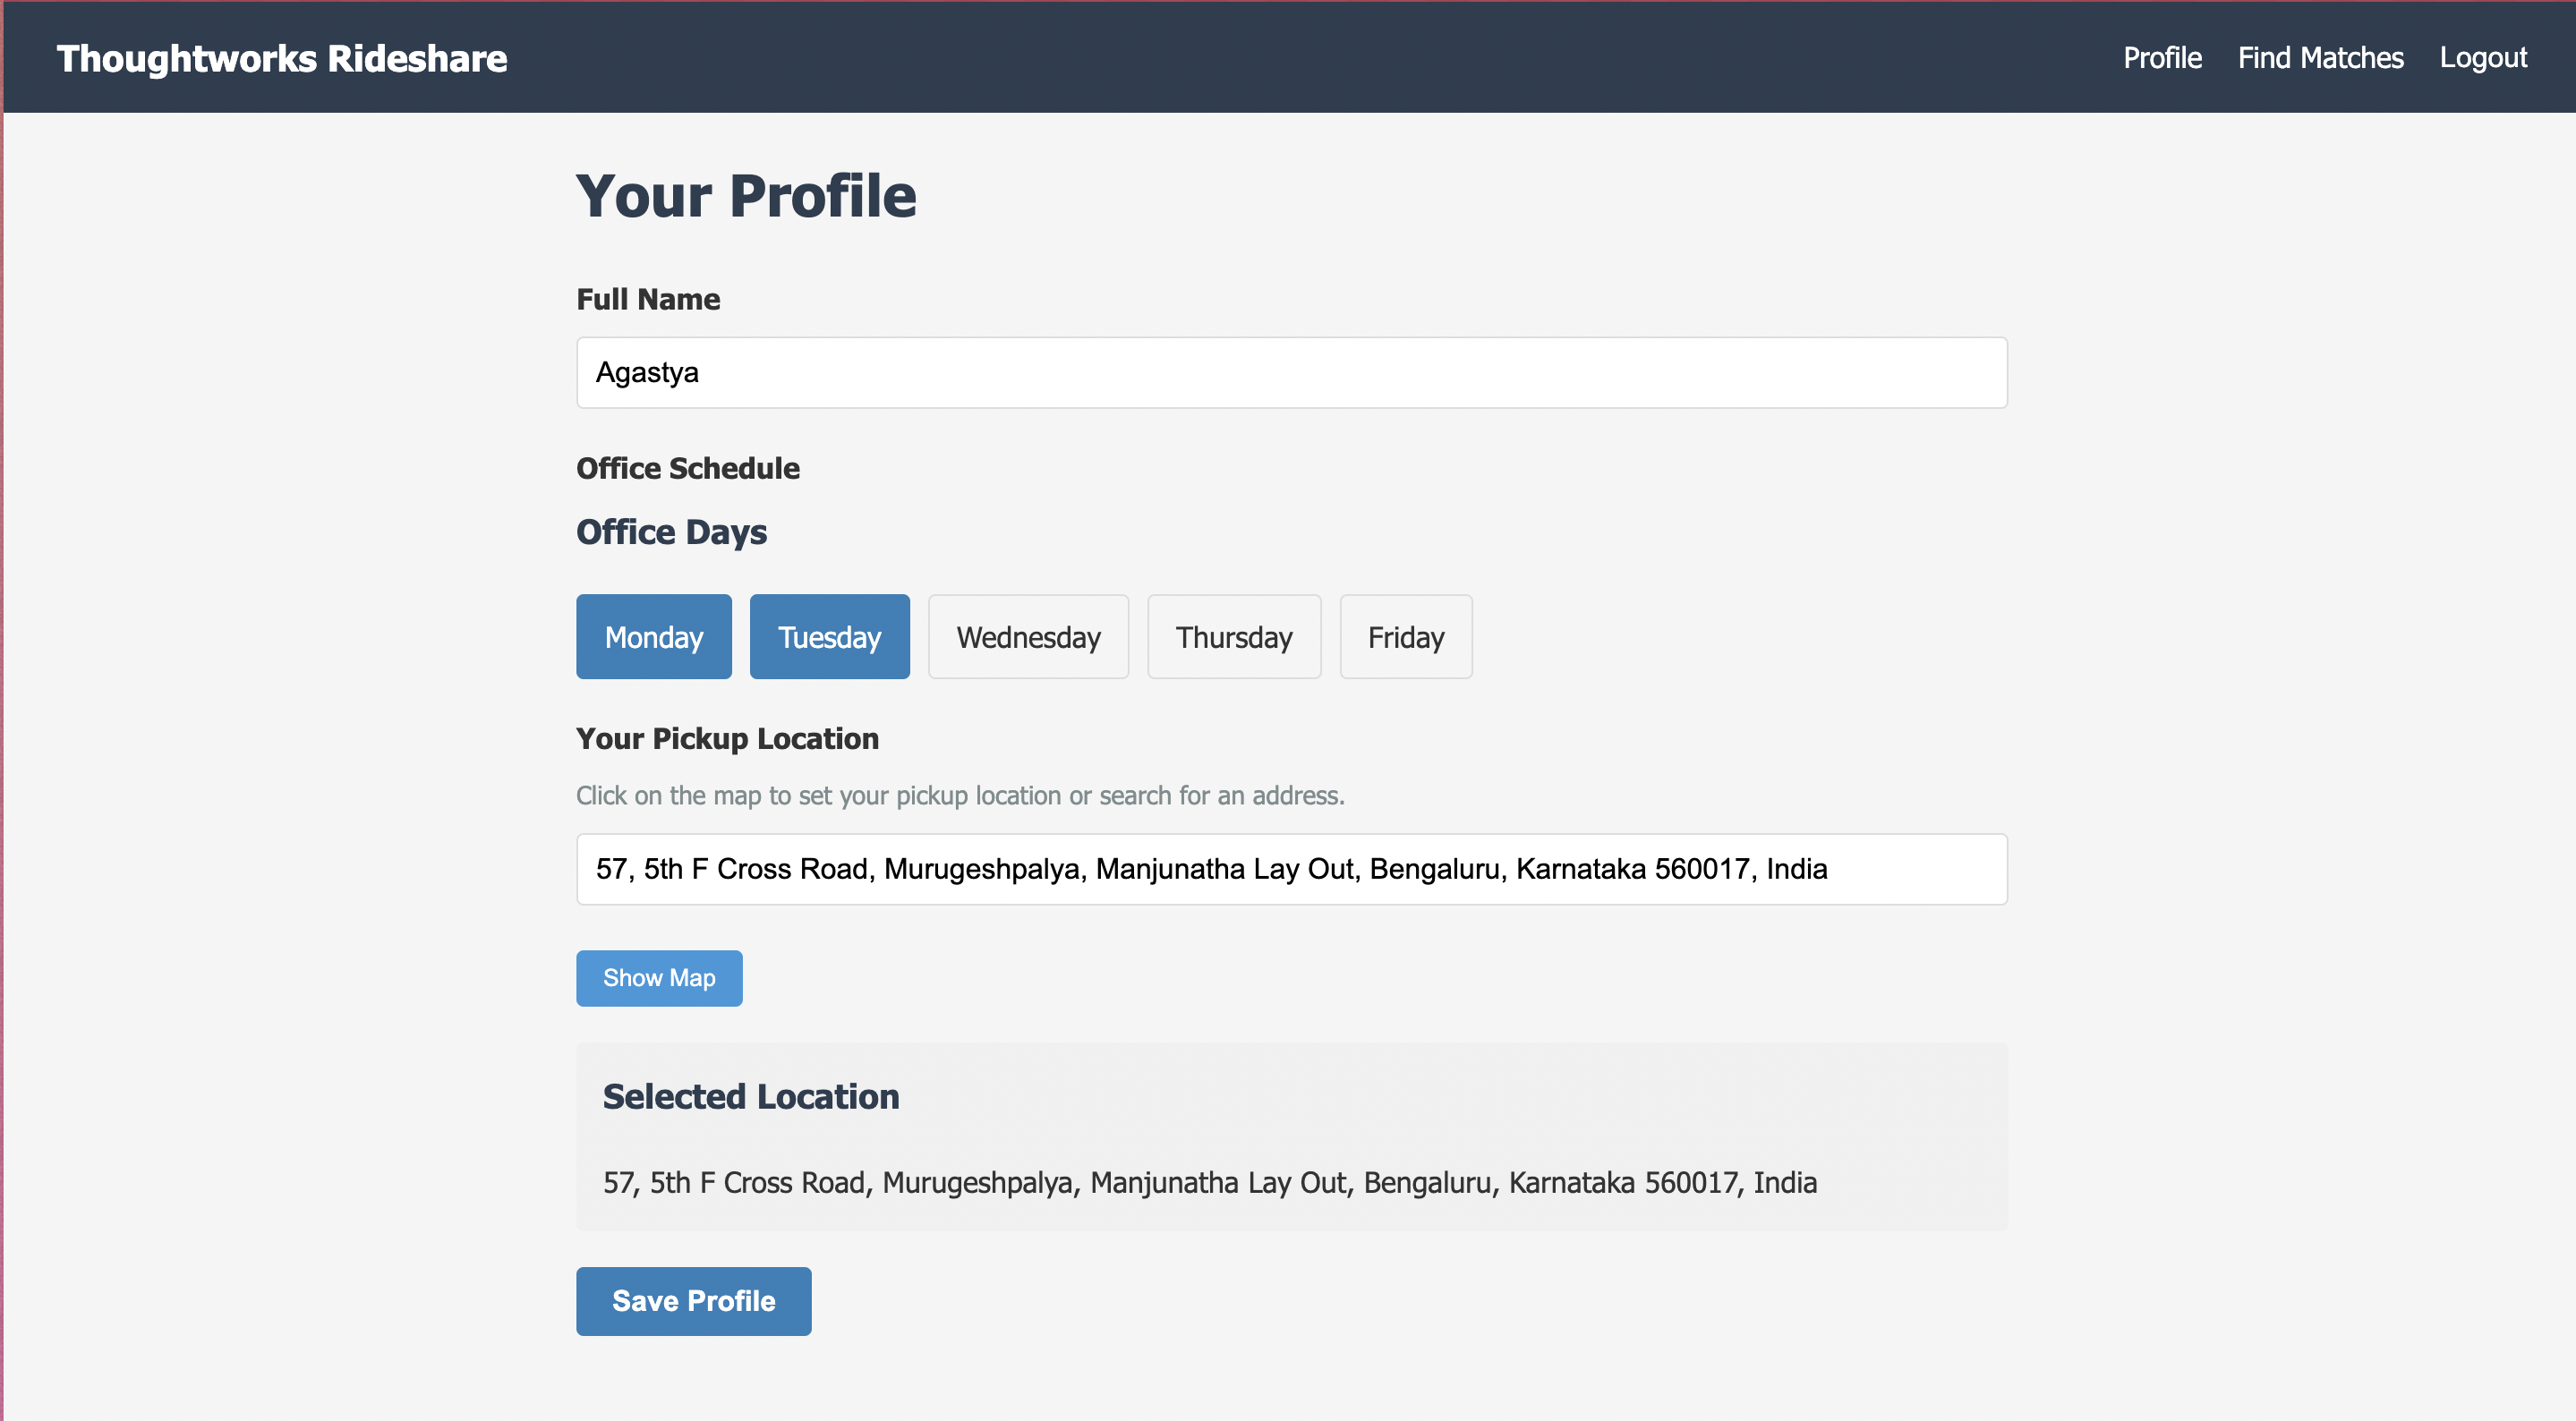 Thoughtworks Rideshare
Profile Find Matches Logout
Your Profile
Full Name
Agastya
Office Schedule
Office Days
Monday Tuesday Wednesday Thursday Friday
Your Pickup Location
Click on the map to set your pickup location or search for an address.
57, 5th F Cross Road, Murugeshpalya, Manjunatha Lay Out, Bengaluru, Karnataka 560017, India
Show Map
Selected Location
57, 5th F Cross Road, Murugeshpalya, Manjunatha Lay Out, Bengaluru, Karnataka 560017, India
Save Profile